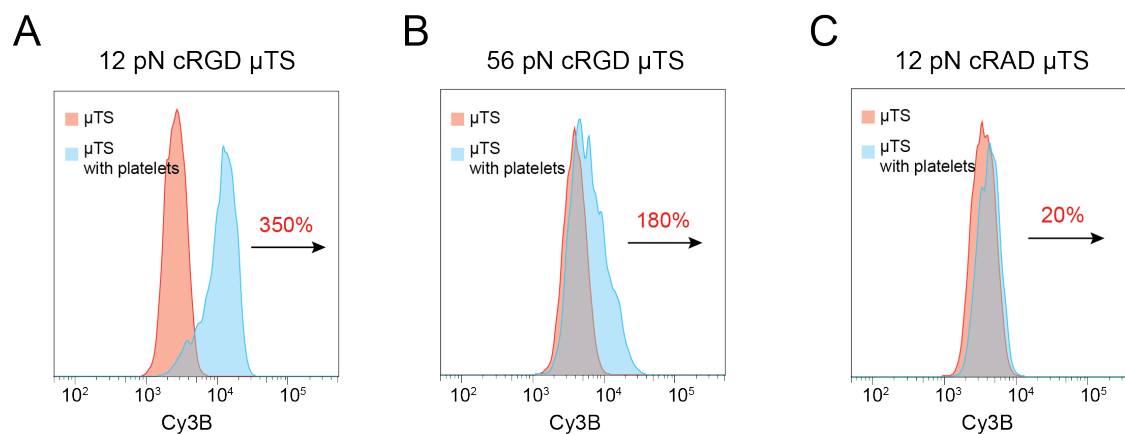 A
12 pN cRGD µTS
µTS
µTS
with platelets
350%
10² 10³ 10⁴ 10⁵
Cy3B
B
56 pN cRGD µTS
µTS
µTS
with platelets
180%
10² 10³ 10⁴ 10⁵
Cy3B
C
12 pN cRAD µTS
µTS
µTS
with platelets
20%
10² 10³ 10⁴ 10⁵
Cy3B